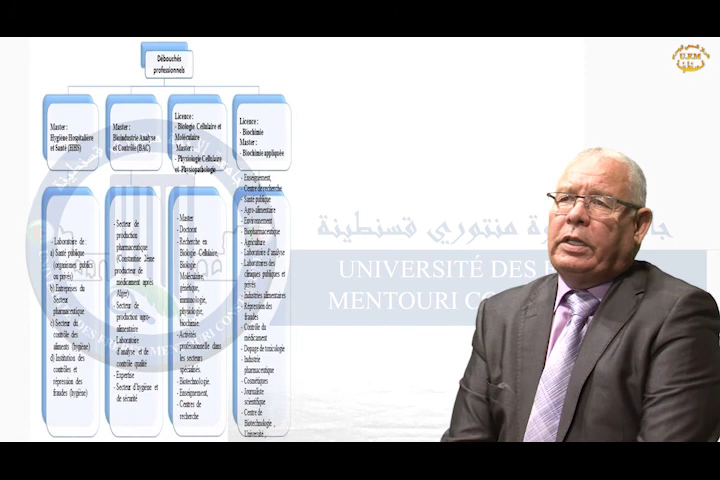 U.F.M
Débouchés
professionnels
Master :
Hygiène Hospitalière
et Santé (HHS)
Master :
Bioindustrie Analyse
et Contrôle (BAC)
Licence :
- Biologie Cellulaire et
Moléculaire
Master :
- Physiologie Cellulaire
et Physiopathologie
Licence :
- Biochimie
Master :
- Biochimie appliquée
- Laboratoire de :
a) Santé publique
(organismes publics
ou privés)
b) Entreprises du
Secteur
pharmaceutique
c) Secteur du
contrôle des
aliments (hygiène)
d) Institution des
contrôles et
répression des
fraudes (hygiène)
- Secteur de
production
pharmaceutique
(Constantine 2ème
producteur de
médicament après
Alger)
- Secteur de
production agro-
alimentaire
- Laboratoire
d'analyse et de
contrôle qualité
- Expertise
- Secteur d'hygiène et
de sécurité
- Master
- Doctorat
- Recherche en
Biologie Cellulaire,
Biologie
Moléculaire,
génétique,
immunologie,
physiologie,
biochimie.
- Activités
professionnelle dans
les secteurs
spécialisés.
- Biotechnologie.
- Enseignement,
- Centres de
recherche
- Enseignement,
- Centre de recherche
- Santé publique
- Agro-alimentaire
- Environnement
- Biopharmaceutique
- Agriculture
- Laboratoire d'analyse
- Laboratoires des
cliniques publiques et
privés
- Industries alimentaires
- Répression des
fraudes
- Contrôle du
médicament
- Dopage de toxicologie
- Industrie
pharmaceutique
- Cosmétiques
- Journaliste
scientifique
- Centre de
Biotechnologie ,
Université ,
منتوري قسنطينة
UNIVERSITÉ DES
MENTOURI